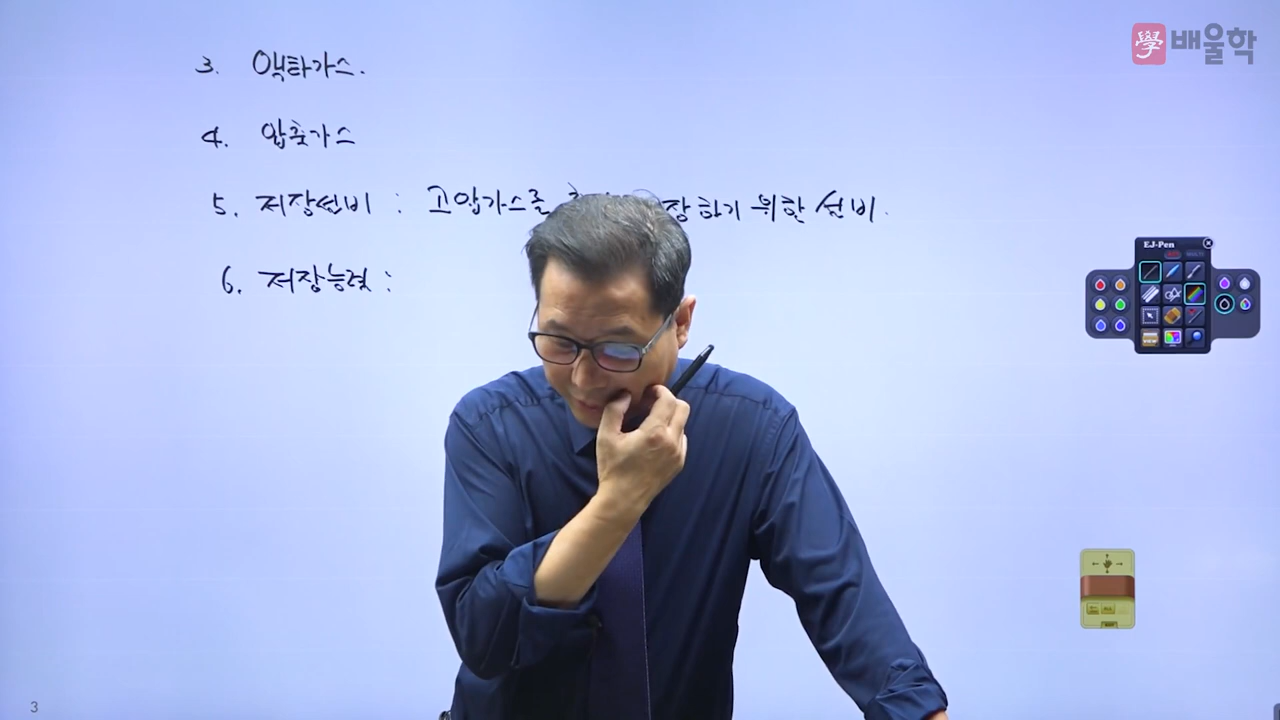 學 배울학
3. 액화가스.
4. 압축가스
5. 저장설비 : 고압가스를 장하기 위한 설비.
6. 저장능력 :
EJ-Pen
3